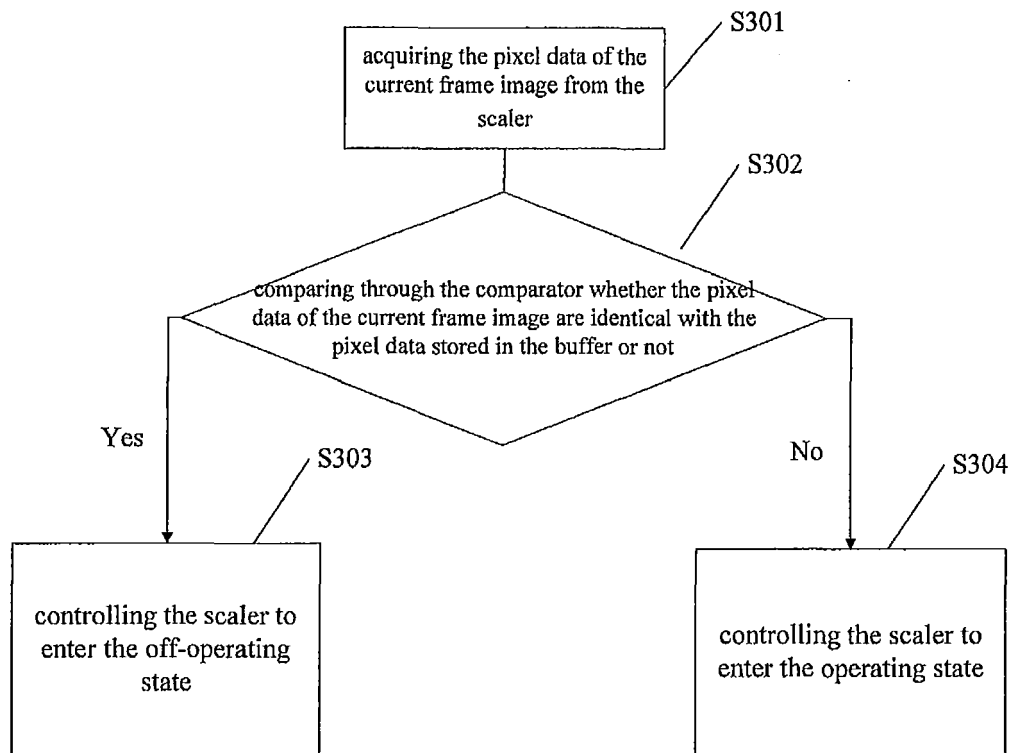 S301
acquiring the pixel data of the
current frame image from the
scaler
S302
comparing through the comparator whether the pixel
data of the current frame image are identical with the
pixel data stored in the buffer or not
Yes
No
S303
S304
controlling the scaler to
enter the off-operating
state
controlling the scaler to
enter the operating state